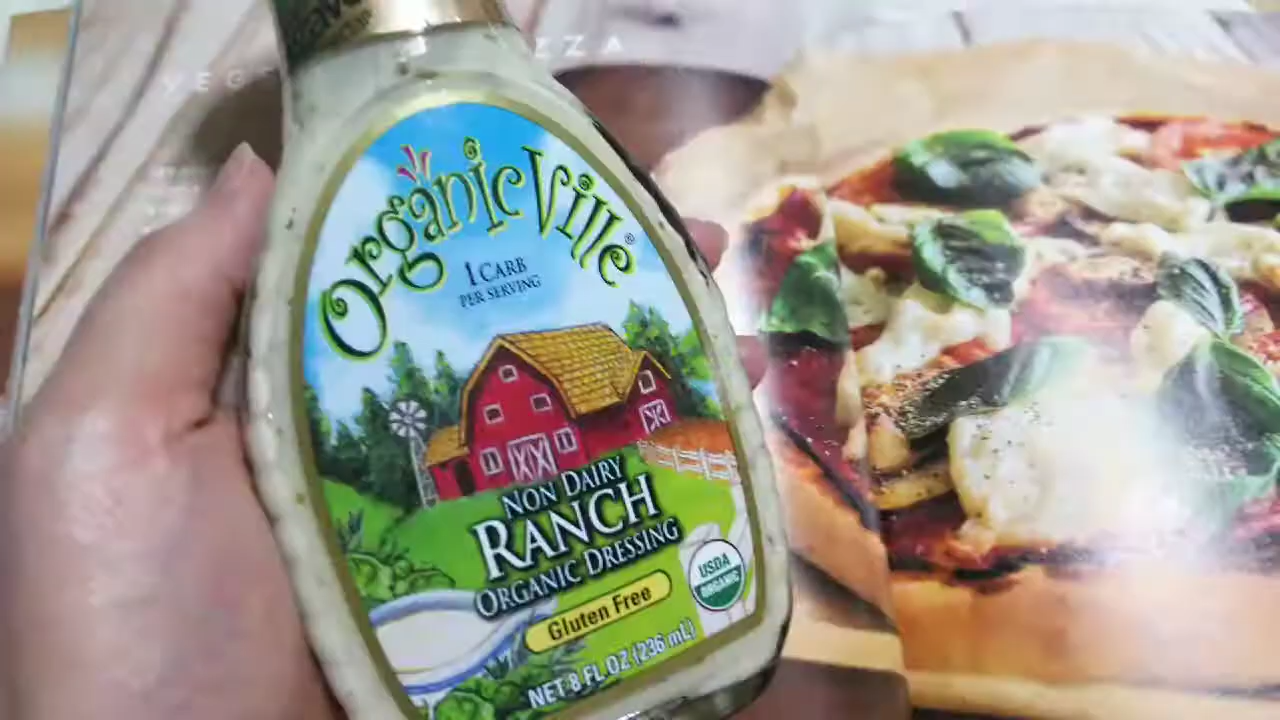 OrganicVille®
1 CARB
PER SERVING
NON DAIRY
RANCH
ORGANIC DRESSING
USDA
ORGANIC
Gluten Free
NET 8 FL OZ (236 mL)